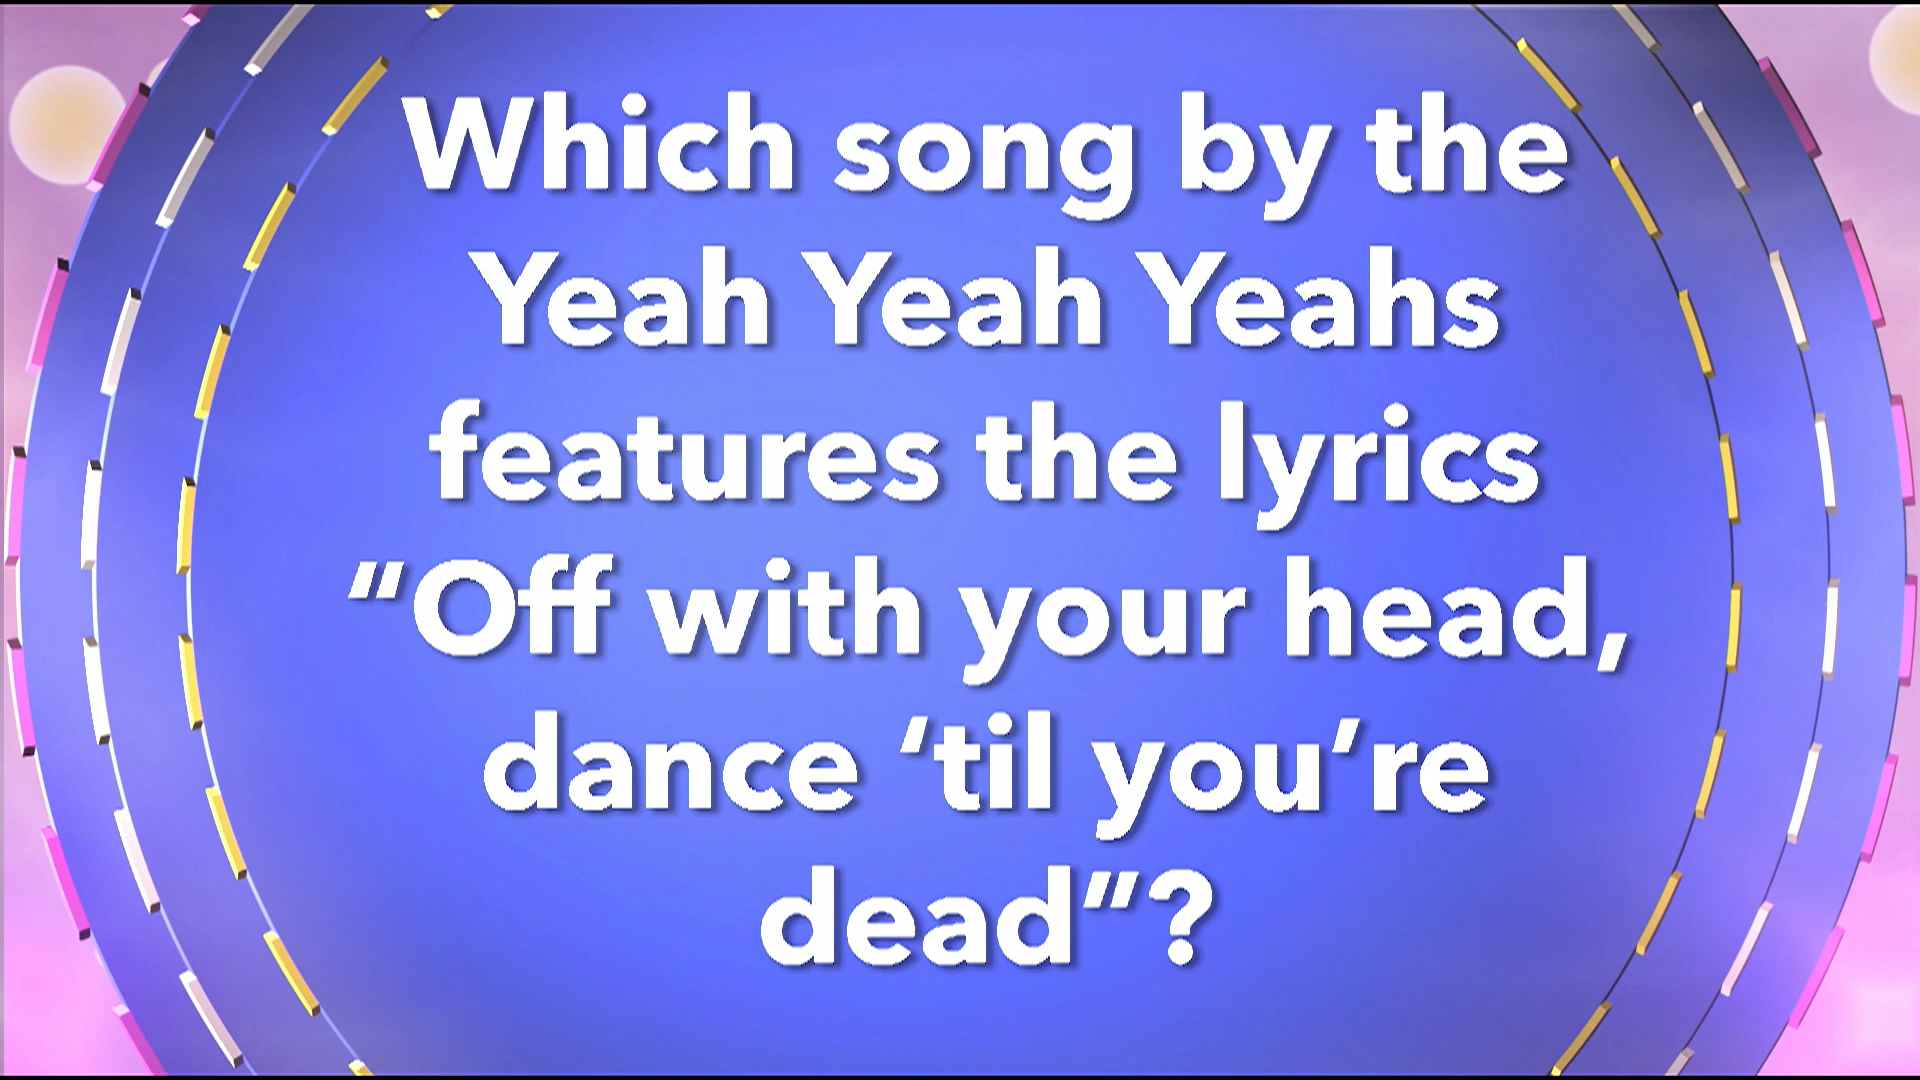 Which song by the
Yeah Yeah Yeahs
features the lyrics
“Off with your head,
dance ‘til you’re
dead”?